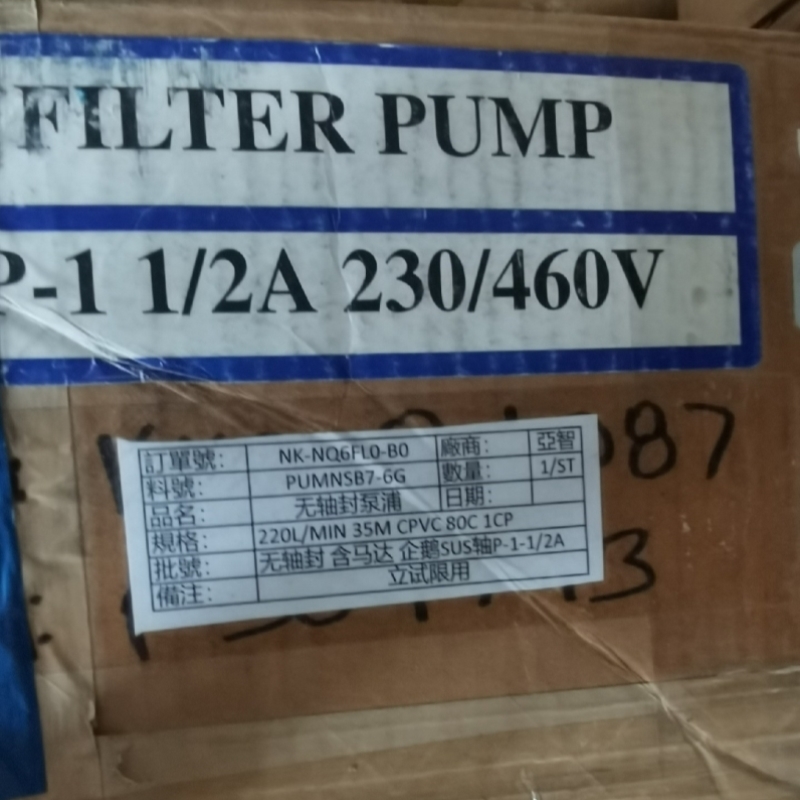 FILTER PUMP
P-1 1/2A 230/460V
87
訂單號: NK-NQ6FL0-B0 廠商: 亞智
料號: PUMNSB7-6G 數量: 1/ST
品名: 无轴封泵浦 日期:
規格: 220L/MIN 35M CPVC 80C 1CP
批號: 无轴封 含马达 企鹅SUS轴P-1-1/2A
備注: 立试限用
13